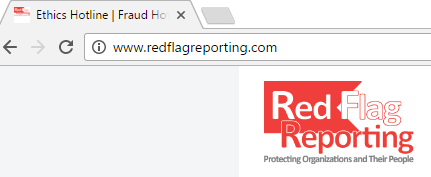 Ethics Hotline | Fraud Ho
www.redflagreporting.com
Red Flag
Reporting
Protecting Organizations and Their People